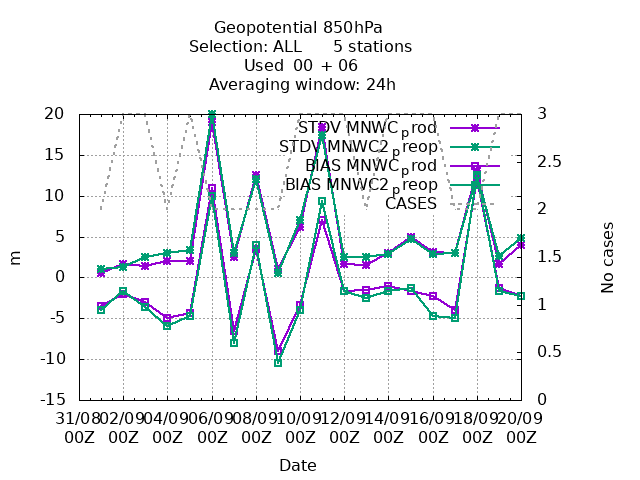 Geopotential 850hPa
Selection: ALL 5 stations
Used 00 + 06
Averaging window: 24h
20
15
10
5
0
-5
-10
-15
3
2.5
2
1.5
1
0.5
0
m
No cases
STDV MNWC_prod
STDV MNWC2_preop
BIAS MNWC_prod
BIAS MNWC2_preop
CASES
31/08 02/09 04/09 06/09 08/09 10/09 12/09 14/09 16/09 18/09 20/09
00Z 00Z 00Z 00Z 00Z 00Z 00Z 00Z 00Z 00Z 00Z
Date